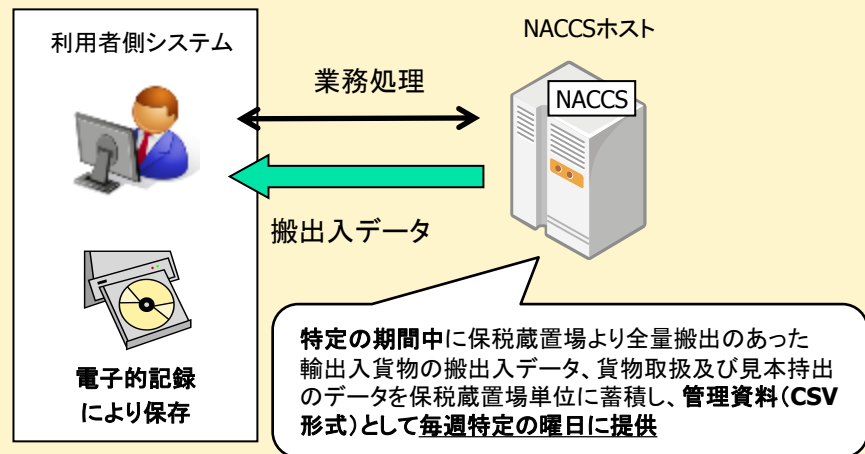 利用者側システム
NACCSホスト
業務処理
NACCS
搬出入データ
電子的記録
により保存
特定の期間中に保税蔵置場より全量搬出のあった
輸出入貨物の搬出入データ、貨物取扱及び見本持出
のデータを保税蔵置場単位に蓄積し、管理資料（CSV
形式）として毎週特定の曜日に提供